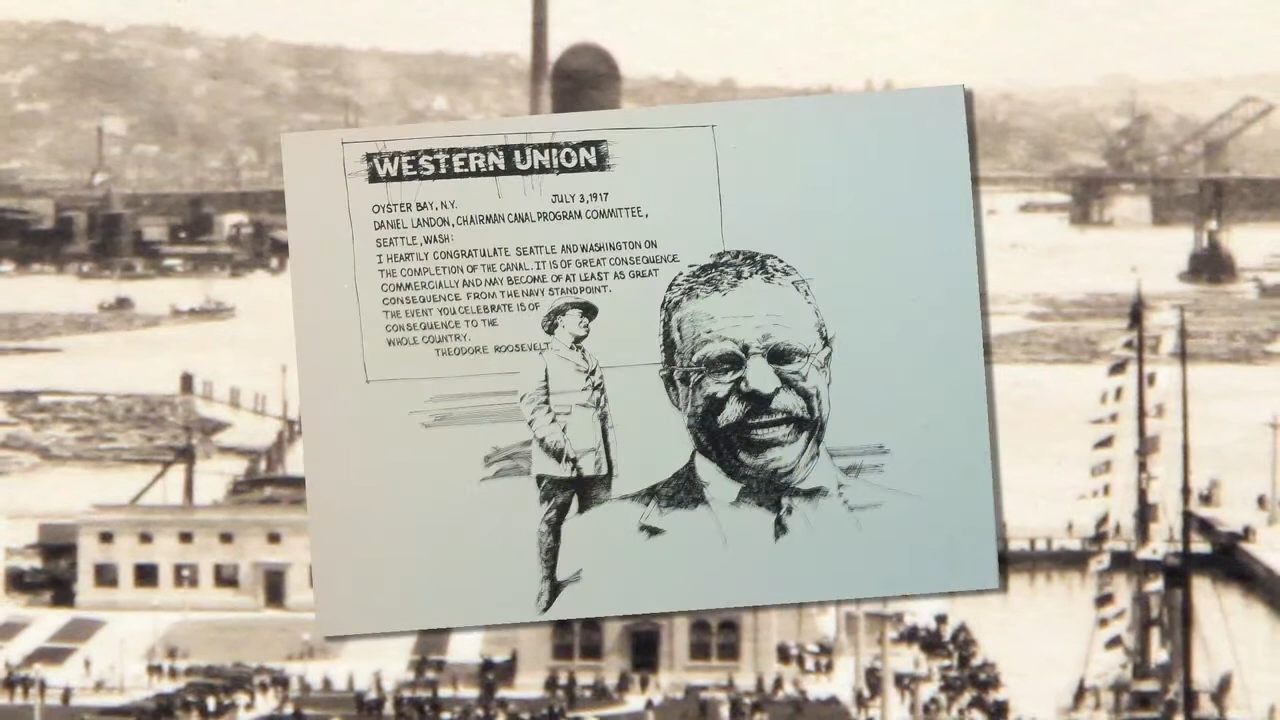 WESTERN UNION
OYSTER BAY, N.Y. JULY 3, 1917
DANIEL LANDON, CHAIRMAN CANAL PROGRAM COMMITTEE,
SEATTLE, WASH:
I HEARTILY CONGRATULATE SEATTLE AND WASHINGTON ON
THE COMPLETION OF THE CANAL. IT IS OF GREAT CONSEQUENCE
COMMERCIALLY AND MAY BECOME OF AT LEAST AS GREAT
CONSEQUENCE FROM THE NAVY STANDPOINT.
THE EVENT YOU CELEBRATE IS OF
CONSEQUENCE TO THE
WHOLE COUNTRY.
THEODORE ROOSEVELT